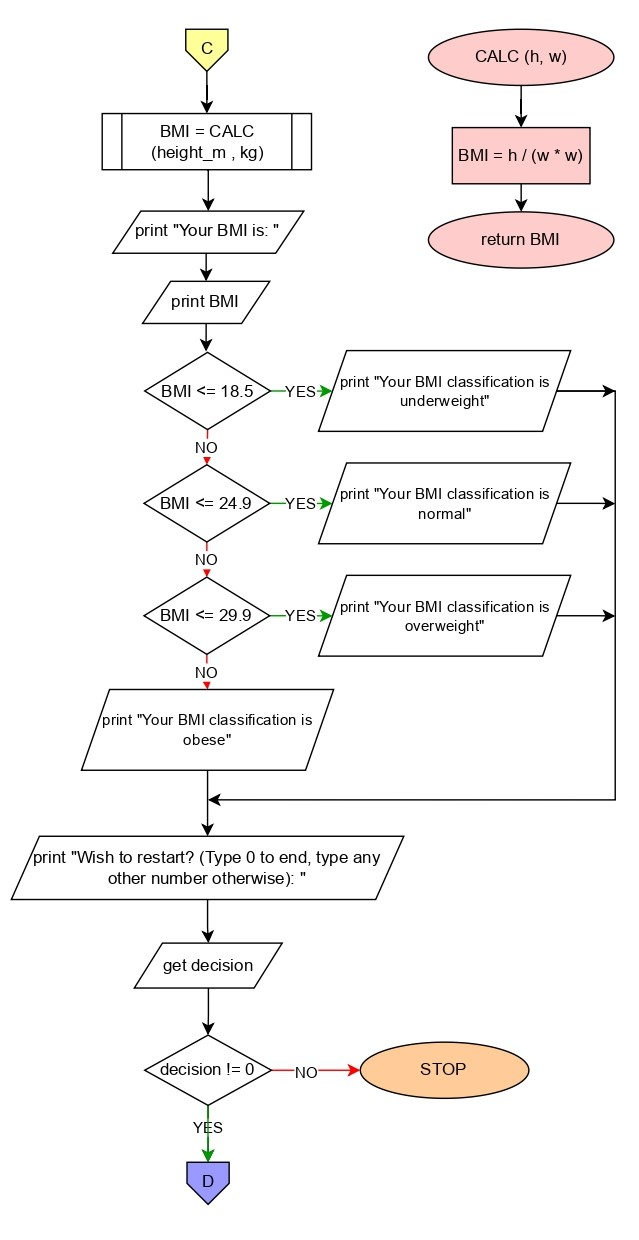 C
BMI = CALC
(height_m , kg)
print "Your BMI is: "
print BMI
BMI <= 18.5
YES
print "Your BMI classification is
underweight"
NO
BMI <= 24.9
YES
print "Your BMI classification is
normal"
NO
BMI <= 29.9
YES
print "Your BMI classification is
overweight"
NO
print "Your BMI classification is
obese"
print "Wish to restart? (Type 0 to end, type any
other number otherwise): "
get decision
decision != 0
NO
STOP
YES
D
CALC (h, w)
BMI = h / (w * w)
return BMI